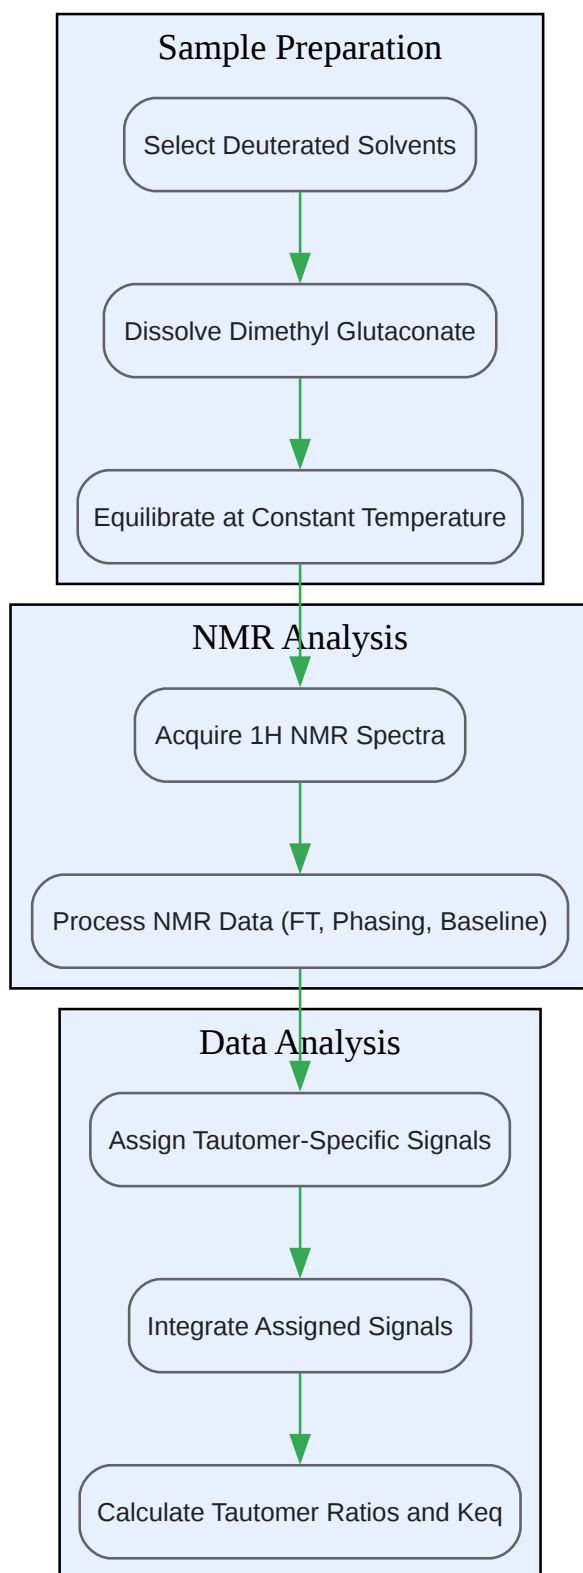 Sample Preparation
Select Deuterated Solvents
Dissolve Dimethyl Glutaconate
Equilibrate at Constant Temperature
NMR Analysis
Acquire 1H NMR Spectra
Process NMR Data (FT, Phasing, Baseline)
Data Analysis
Assign Tautomer-Specific Signals
Integrate Assigned Signals
Calculate Tautomer Ratios and Keq